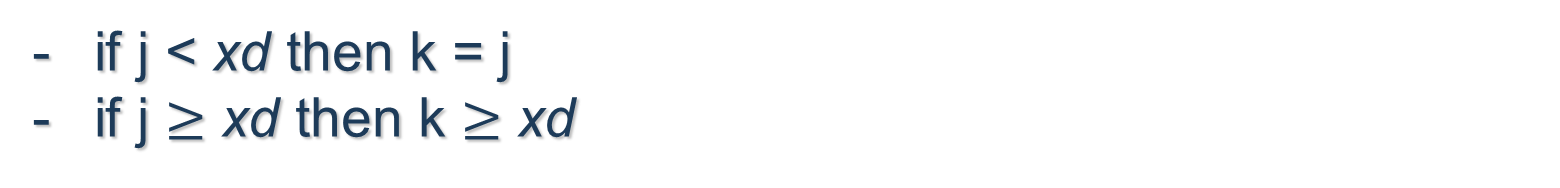 - if j < xd then k = j
- if j ≥ xd then k ≥ xd